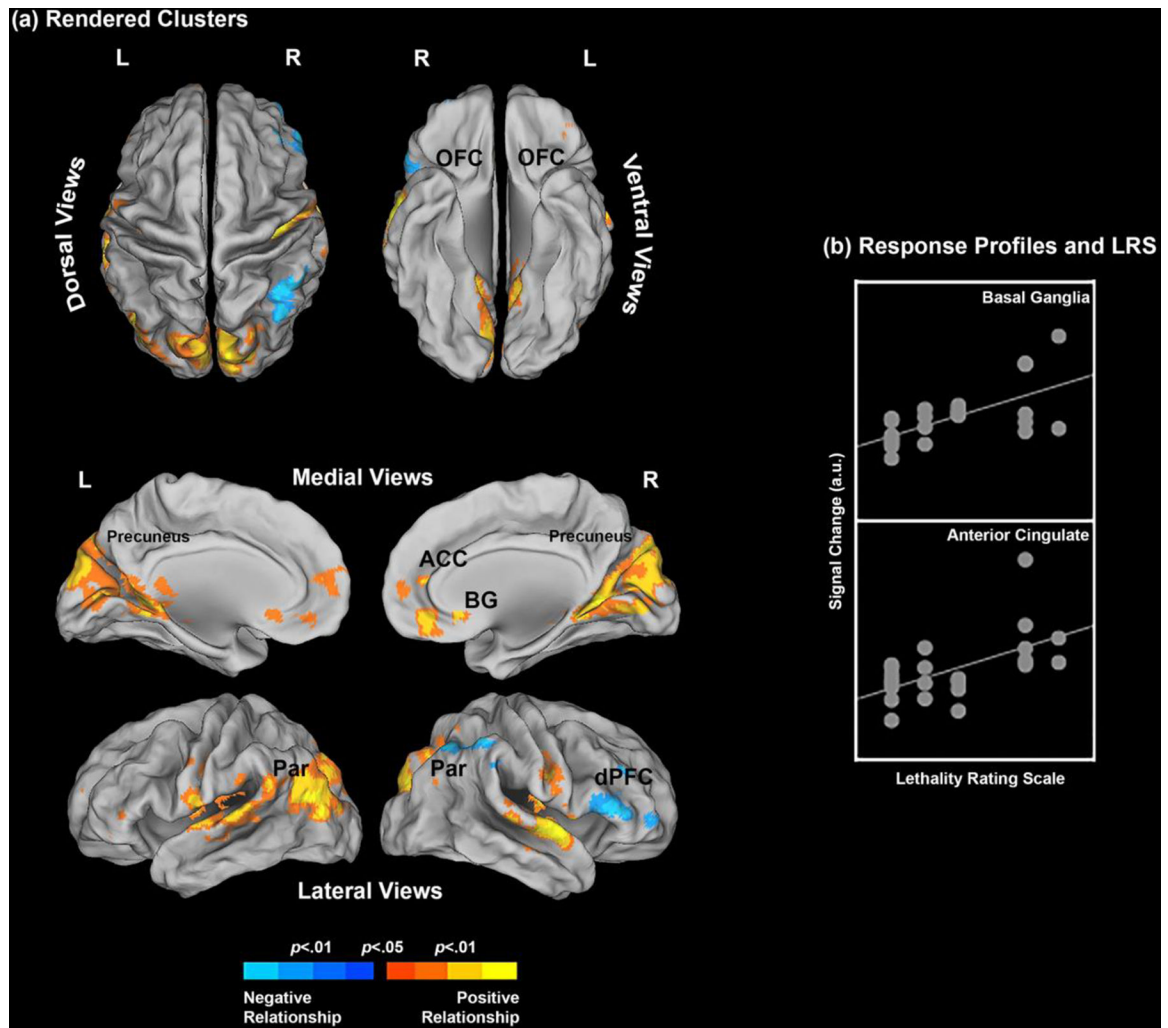 (a) Rendered Clusters
L
R
R
L
Dorsal Views
OFC
OFC
Ventral Views
L
Medial Views
R
Precuneus
ACC
Precuneus
BG
Par
Par
dPFC
Lateral Views
p<.01
p<.05
p<.01
Negative
Relationship
Positive
Relationship
(b) Response Profiles and LRS
Basal Ganglia
Signal Change (a.u.)
Anterior Cingulate
Lethality Rating Scale